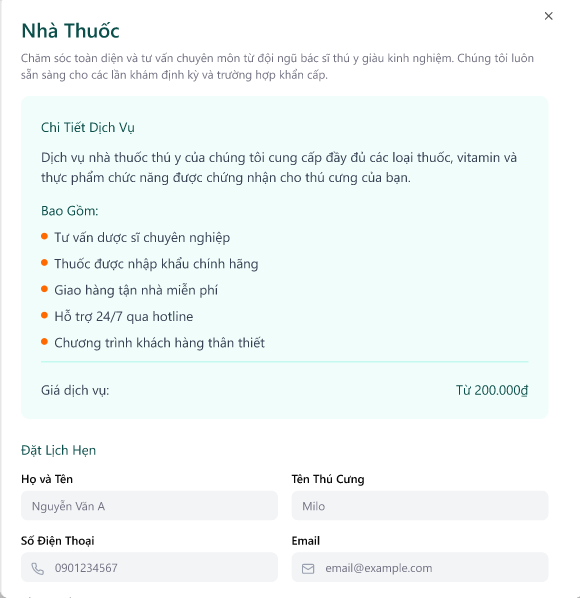 Nhà Thuốc
Chăm sóc toàn diện và tư vấn chuyên môn từ đội ngũ bác sĩ thú y giàu kinh nghiệm. Chúng tôi luôn
sẵn sàng cho các lần khám định kỳ và trường hợp khẩn cấp.
Chi Tiết Dịch Vụ
Dịch vụ nhà thuốc thú y của chúng tôi cung cấp đầy đủ các loại thuốc, vitamin và
thực phẩm chức năng được chứng nhận cho thú cưng của bạn.
Bao Gồm:
Tư vấn dược sĩ chuyên nghiệp
Thuốc được nhập khẩu chính hãng
Giao hàng tận nhà miễn phí
Hỗ trợ 24/7 qua hotline
Chương trình khách hàng thân thiết
Giá dịch vụ: Từ 200.000₫
Đặt Lịch Hẹn
Họ và Tên Tên Thú Cưng
Nguyễn Văn A Milo
Số Điện Thoại Email
0901234567 email@example.com